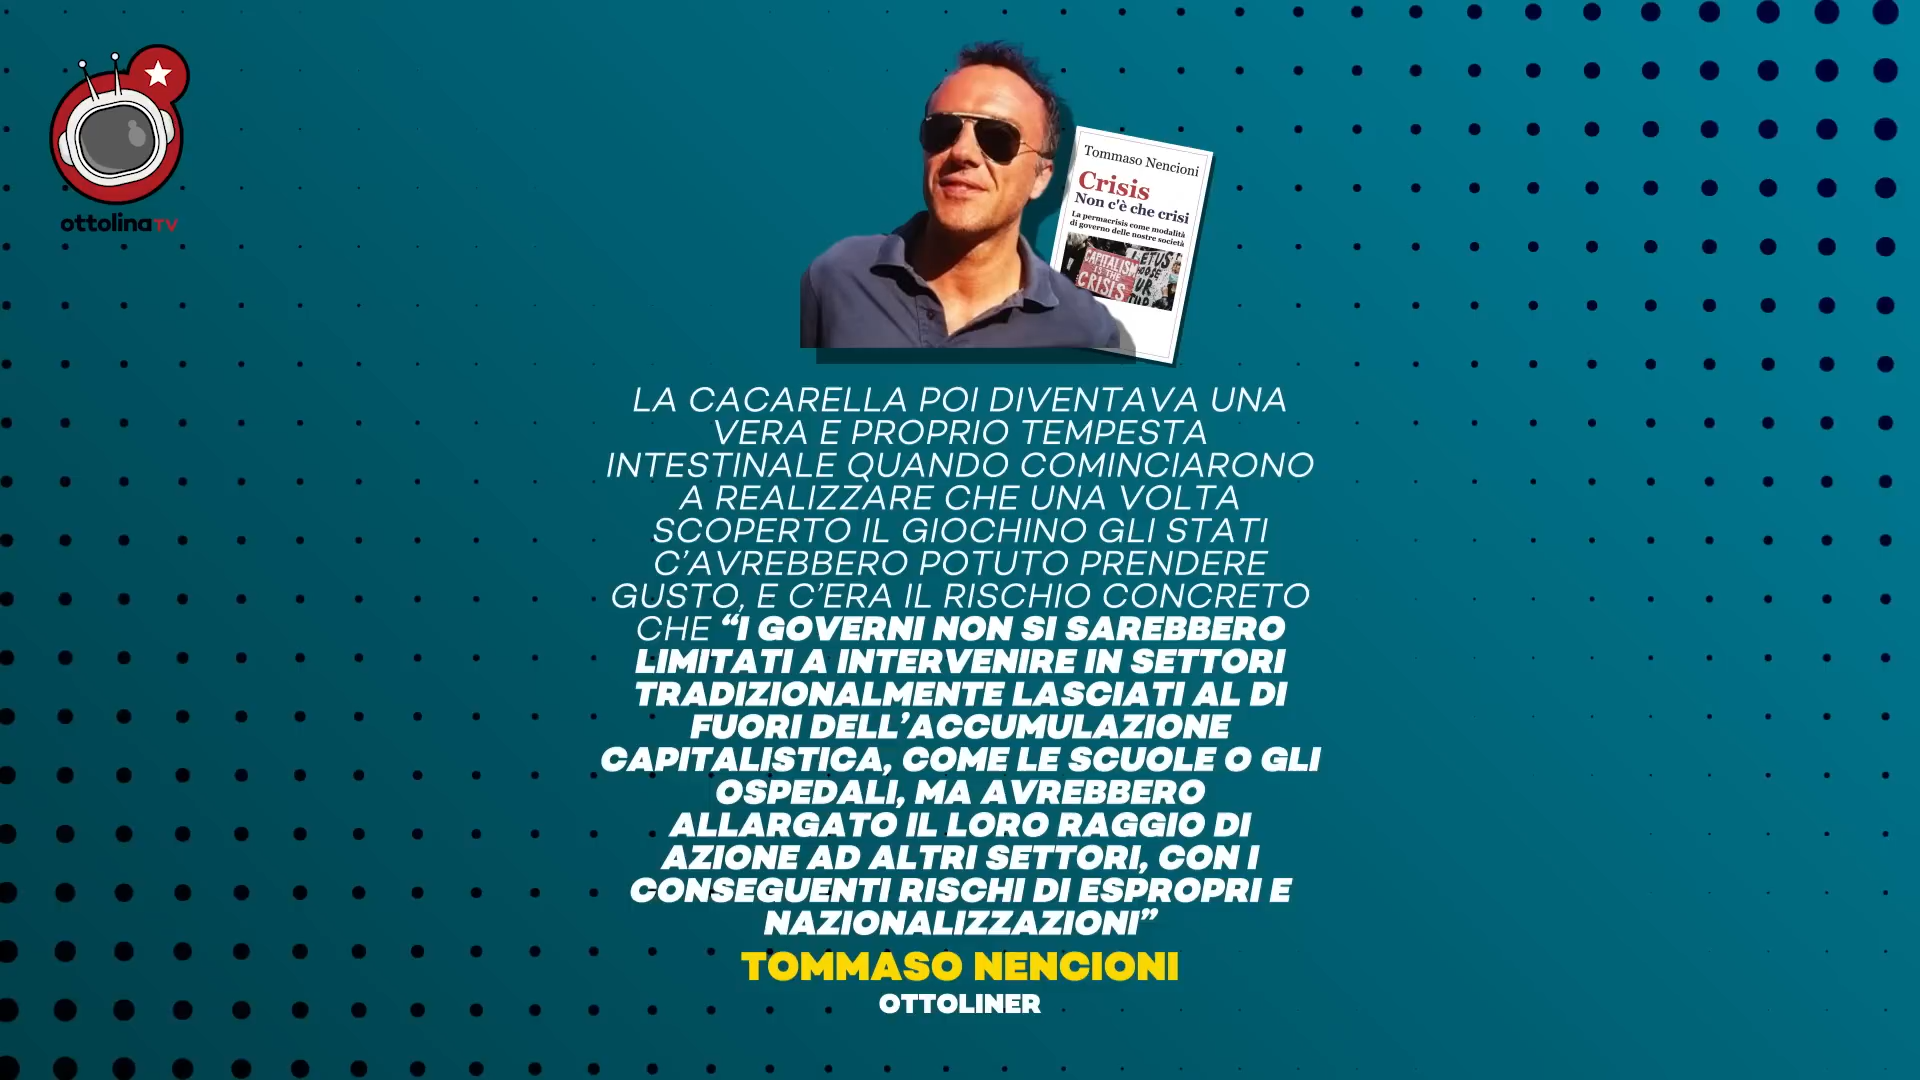 ottolinaTV
Tommaso Nencioni
Crisis
Non c'è che crisi
La permacrisis come modalità
di governo delle nostre società
CAPITALISM
IS THE
CRISIS
LA CACARELLA POI DIVENTAVA UNA
VERA E PROPRIO TEMPESTA
INTESTINALE QUANDO COMINCIARONO
A REALIZZARE CHE UNA VOLTA
SCOPERTO IL GIOCHINO GLI STATI
C'AVREBBERO POTUTO PRENDERE
GUSTO, E C'ERA IL RISCHIO CONCRETO
CHE “I GOVERNI NON SI SAREBBERO
LIMITATI A INTERVENIRE IN SETTORI
TRADIZIONALMENTE LASCIATI AL DI
FUORI DELL'ACCUMULAZIONE
CAPITALISTICA, COME LE SCUOLE O GLI
OSPEDALI, MA AVREBBERO
ALLARGATO IL LORO RAGGIO DI
AZIONE AD ALTRI SETTORI, CON I
CONSEGUENTI RISCHI DI ESPROPRI E
NAZIONALIZZAZIONI”
TOMMASO NENCIONI
OTTOLINER